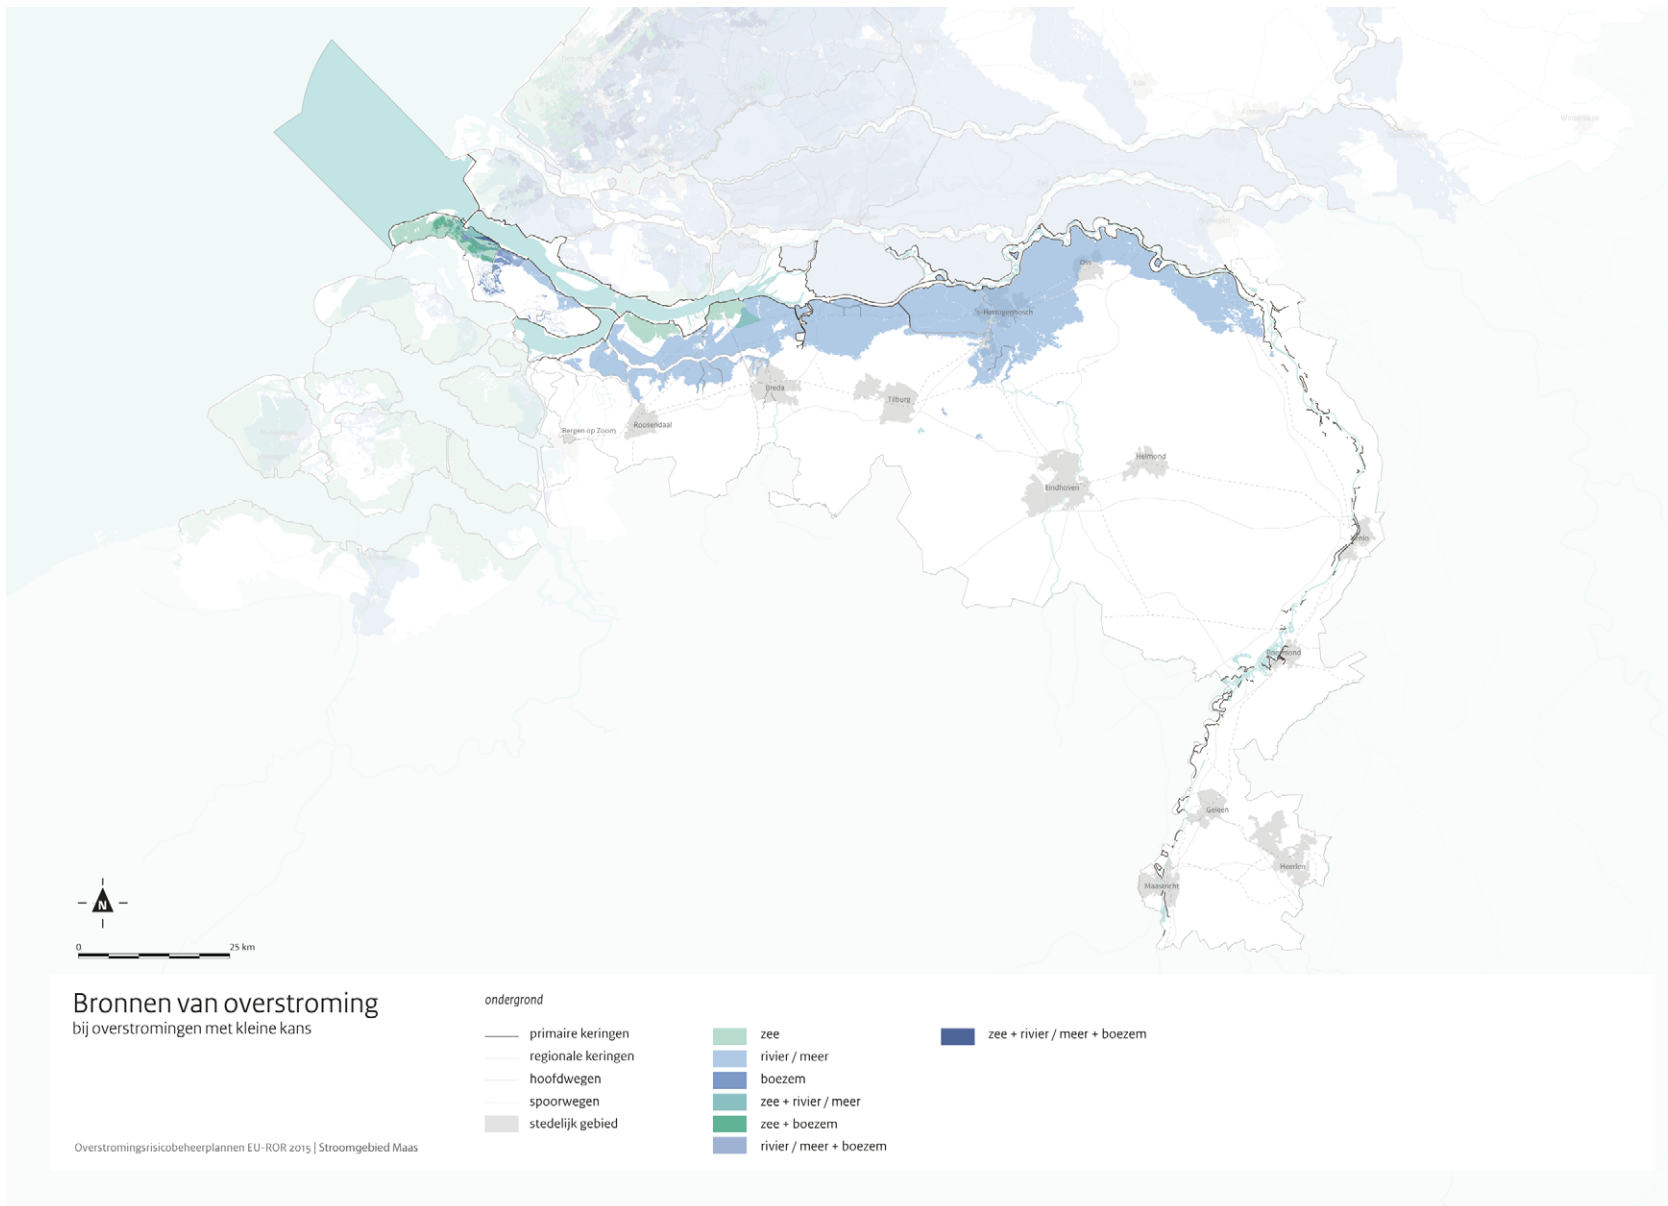 Ede
Winterswijk
Nijmegen
Oss
's-Hertogenbosch
Breda
Tilburg
Roosendaal
Bergen op Zoom
Helmond
Eindhoven
Venlo
Roermond
Geleen
Heerlen
Maastricht
N
0 25 km
Bronnen van overstroming
bij overstromingen met kleine kans
Overstromingsrisicobeheerplannen EU-ROR 2015 | Stroomgebied Maas
ondergrond
primaire keringen
regionale keringen
hoofdwegen
spoorwegen
stedelijk gebied
zee
rivier / meer
boezem
zee + rivier / meer
zee + boezem
rivier / meer + boezem
zee + rivier / meer + boezem